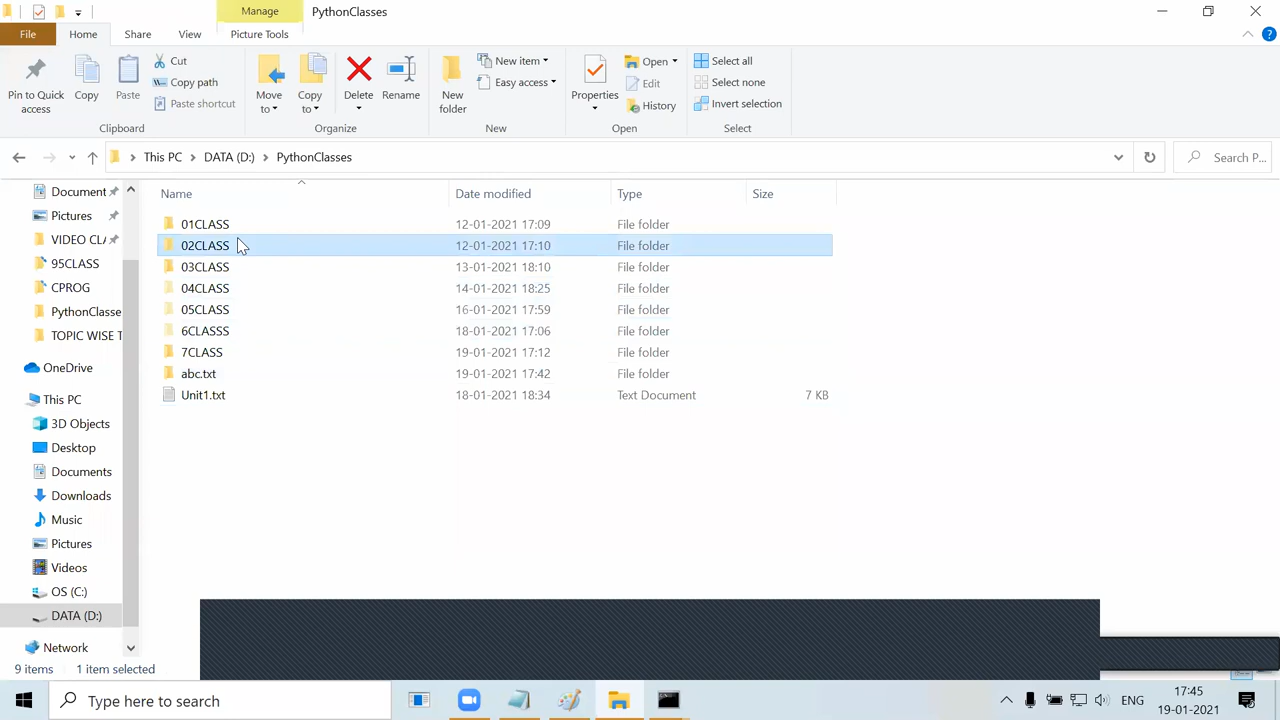 Manage
PythonClasses
File
Home
Share
View
Picture Tools
Pin to Quick access
Copy
Paste
Cut
Copy path
Paste shortcut
Clipboard
Move to
Copy to
Delete
Rename
Organize
New folder
New item
Easy access
New
Properties
Open
Edit
History
Open
Select all
Select none
Invert selection
Select
This PC
DATA (D:)
PythonClasses
Search P...
Document
Pictures
VIDEO CLA
95CLASS
CPROG
PythonClasse
TOPIC WISE T
OneDrive
This PC
3D Objects
Desktop
Documents
Downloads
Music
Pictures
Videos
OS (C:)
DATA (D:)
Network
Name Date modified Type Size
01CLASS 12-01-2021 17:09 File folder
02CLASS 12-01-2021 17:10 File folder
03CLASS 13-01-2021 18:10 File folder
04CLASS 14-01-2021 18:25 File folder
05CLASS 16-01-2021 17:59 File folder
6CLASSS 18-01-2021 17:06 File folder
7CLASS 19-01-2021 17:12 File folder
abc.txt 19-01-2021 17:42 File folder
Unit1.txt 18-01-2021 18:34 Text Document 7 KB
9 items 1 item selected
Type here to search
ENG
17:45
19-01-2021